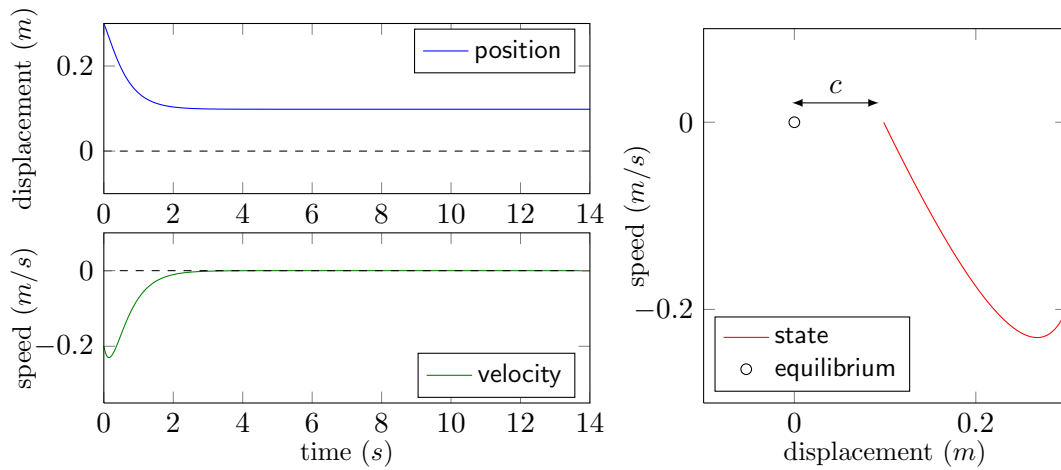 displacement (m)
0.2
0
position
0 2 4 6 8 10 12 14
speed (m/s)
0
−0.2
velocity
0 2 4 6 8 10 12 14
time (s)
speed (m/s)
0
−0.2
c
state
equilibrium
0 0.2
displacement (m)